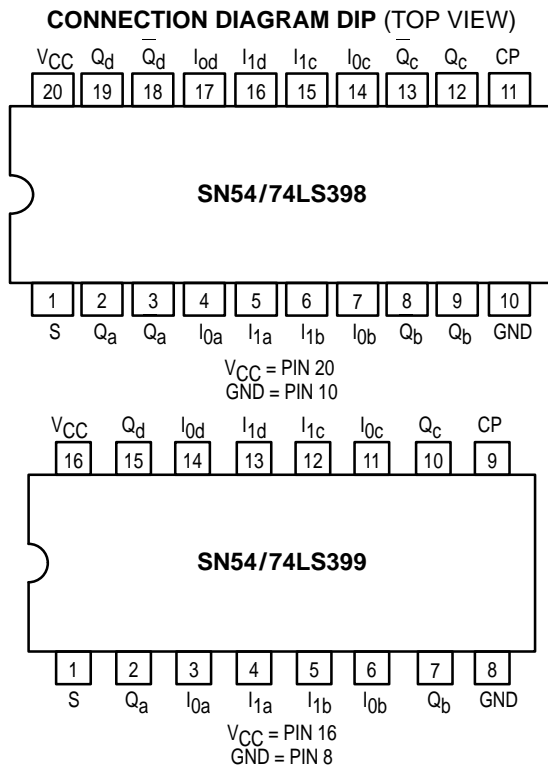 CONNECTION DIAGRAM DIP (TOP VIEW)
VCC Qd Q̅d I0d I1d I1c I0c Q̅c Qc CP
20 19 18 17 16 15 14 13 12 11
SN54/74LS398
1 2 3 4 5 6 7 8 9 10
S Qa Q̅a I0a I1a I1b I0b Q̅b Qb GND
VCC = PIN 20
GND = PIN 10
VCC Qd I0d I1d I1c I0c Qc CP
16 15 14 13 12 11 10 9
SN54/74LS399
1 2 3 4 5 6 7 8
S Qa I0a I1a I1b I0b Qb GND
VCC = PIN 16
GND = PIN 8